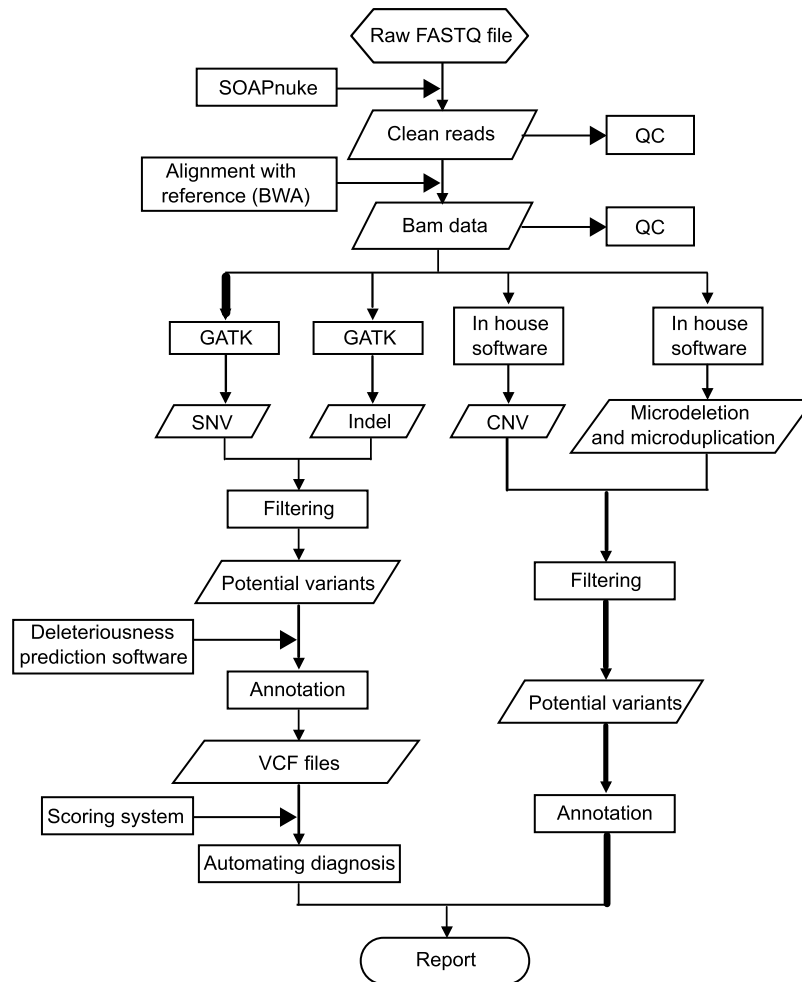 Raw FASTQ file
SOAPnuke
Clean reads
QC
Alignment with
reference (BWA)
Bam data
QC
GATK
GATK
In house
software
In house
software
SNV
Indel
CNV
Microdeletion
and microduplication
Filtering
Filtering
Potential variants
Deleteriousness
prediction software
Annotation
Potential variants
VCF files
Scoring system
Annotation
Automating diagnosis
Report